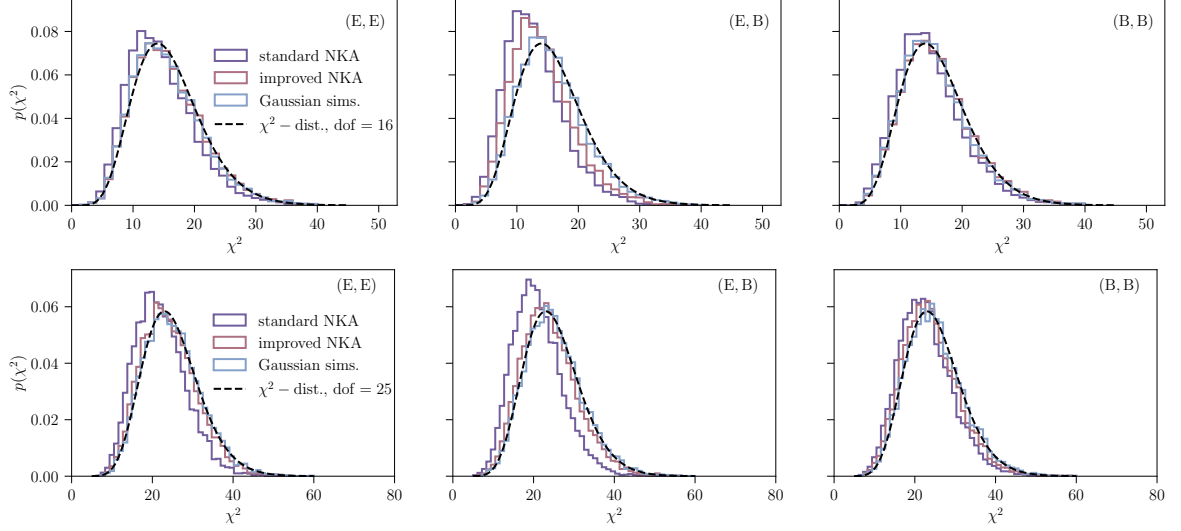 (E, E)
(E, B)
(B, B)
0.08
0.06
0.04
0.02
0.00
p(χ²)
standard NKA
improved NKA
Gaussian sims.
χ² − dist., dof = 16
0 10 20 30 40 50
0 10 20 30 40 50
0 10 20 30 40 50
χ²
χ²
χ²
(E, E)
(E, B)
(B, B)
0.06
0.04
0.02
0.00
p(χ²)
standard NKA
improved NKA
Gaussian sims.
χ² − dist., dof = 25
0 20 40 60 80
0 20 40 60 80
0 20 40 60 80
χ²
χ²
χ²